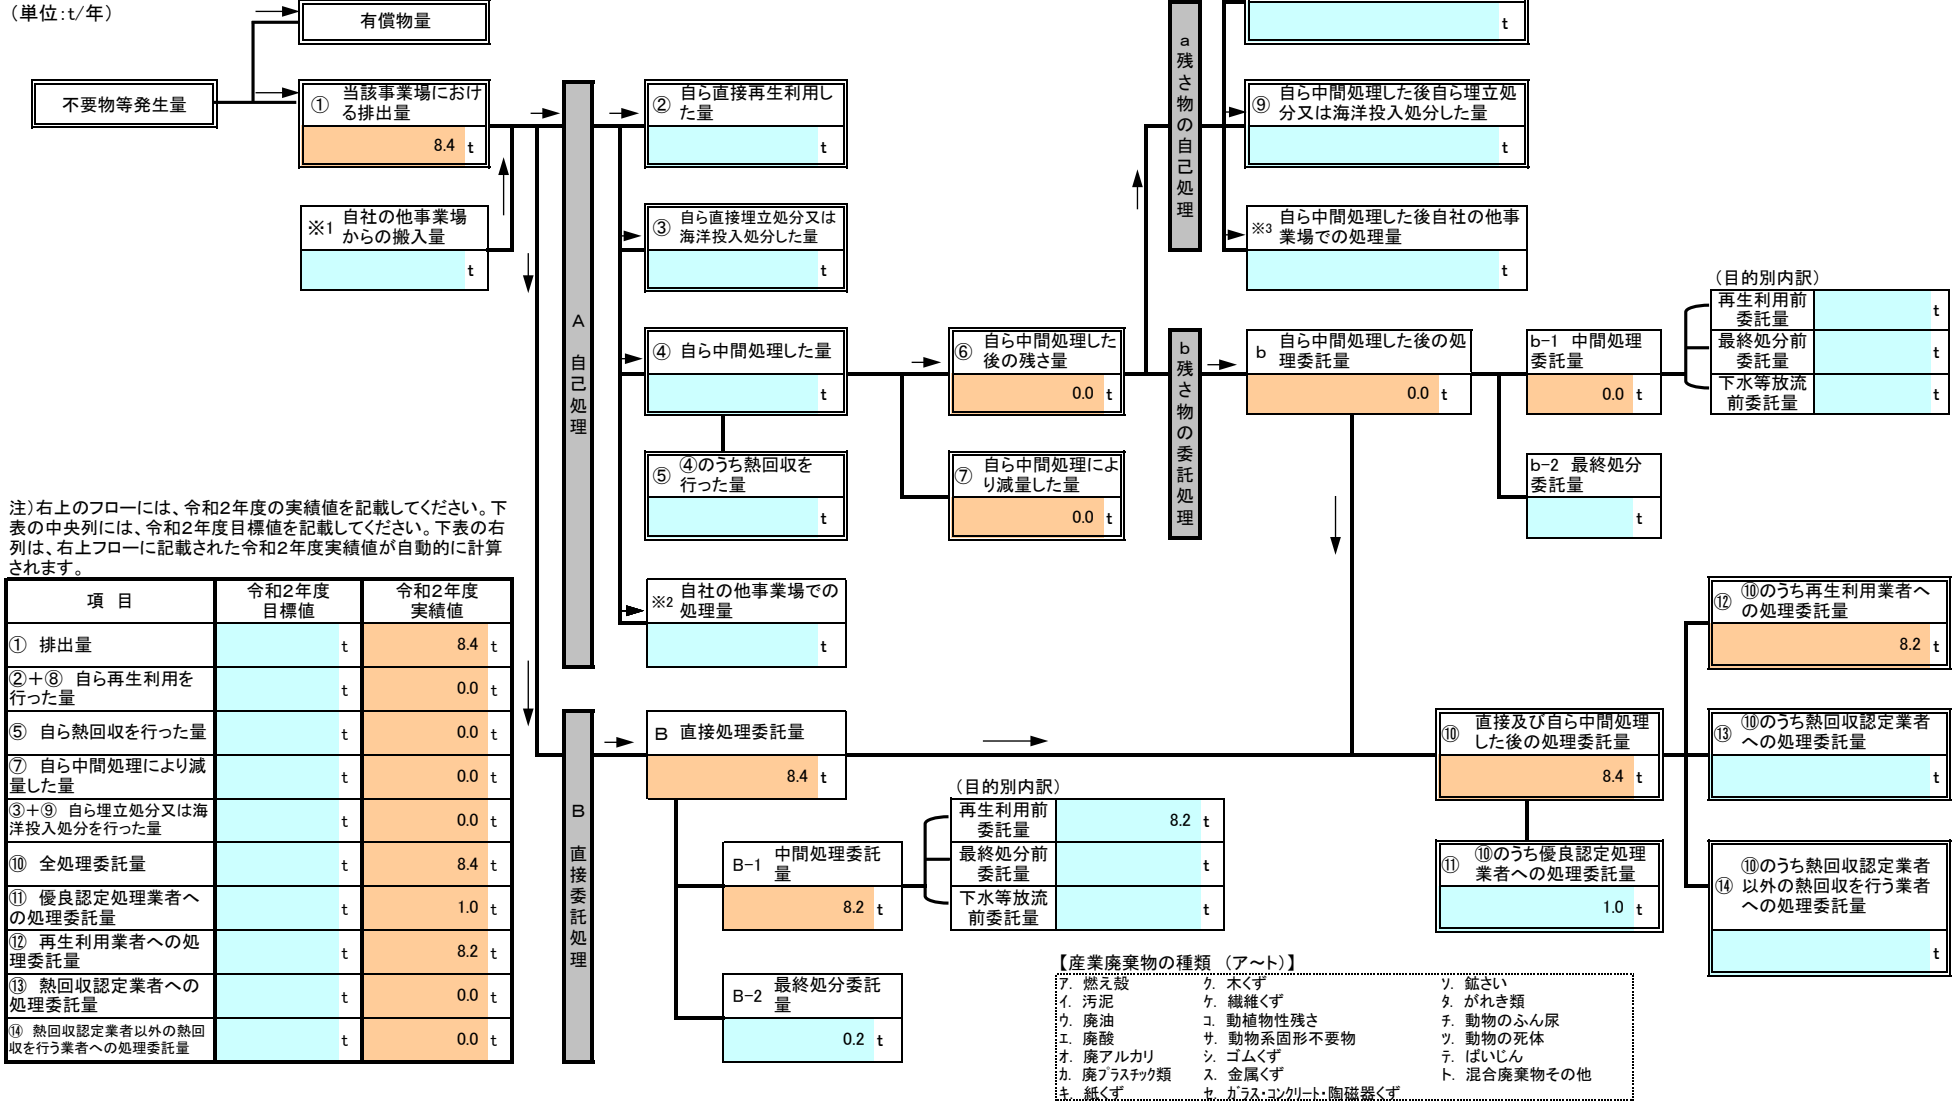 （単位：t/年）
有償物量
不要物等発生量
① 当該事業場におけ
る排出量
8.4 t
※1 自社の他事業場
からの搬入量
t
A 自己処理
② 自ら直接再生利用し
た量
t
③ 自ら直接埋立処分又は
海洋投入処分した量
t
④ 自ら中間処理した量
t
⑤ ④のうち熱回収を
行った量
t
※2 自社の他事業場での
処理量
t
⑥ 自ら中間処理した
後の残さ量
0.0 t
⑦ 自ら中間処理によ
り減量した量
0.0 t
a 残さ物の自己処理
t
⑨ 自ら中間処理した後自ら埋立処
分又は海洋投入処分した量
t
※3 自ら中間処理した後自社の他事
業場での処理量
t
b 残さ物の委託処理
b 自ら中間処理した後の処
理委託量
0.0 t
b-1 中間処理
委託量
0.0 t
b-2 最終処分
委託量
t
（目的別内訳）
再生利用前
委託量
t
最終処分前
委託量
t
下水等放流
前委託量
t
注）右上のフローには、令和２年度の実績値を記載してください。下
表の中央列には、令和２年度目標値を記載してください。下表の右
列は、右上フローに記載された令和２年度実績値が自動的に計算
されます。
項 目
令和２年度
目標値
令和２年度
実績値
① 排出量 t 8.4 t
②＋⑧ 自ら再生利用を
行った量 t 0.0 t
⑤ 自ら熱回収を行った量 t 0.0 t
⑦ 自ら中間処理により減
量した量 t 0.0 t
③＋⑨ 自ら埋立処分又は海
洋投入処分を行った量 t 0.0 t
⑩ 全処理委託量 t 8.4 t
⑪ 優良認定処理業者へ
の処理委託量 t 1.0 t
⑫ 再生利用業者への処
理委託量 t 8.2 t
⑬ 熱回収認定業者への
処理委託量 t 0.0 t
⑭ 熱回収認定業者以外の熱回
収を行う業者への処理委託量 t 0.0 t
B 直接委託処理
B 直接処理委託量
8.4 t
B-1 中間処理委託
量
8.2 t
B-2 最終処分委託
量
0.2 t
（目的別内訳）
再生利用前
委託量
8.2 t
最終処分前
委託量
t
下水等放流
前委託量
t
⑩ 直接及び自ら中間処理
した後の処理委託量
8.4 t
⑪ ⑩のうち優良認定処理
業者への処理委託量
1.0 t
⑫ ⑩のうち再生利用業者へ
の処理委託量
8.2 t
⑬ ⑩のうち熱回収認定業者
への処理委託量
t
⑭ ⑩のうち熱回収認定業者
以外の熱回収を行う業者
への処理委託量
t
【産業廃棄物の種類 （ア～ト）】
ア. 燃え殻 ク. 木くず ソ. 鉱さい
イ. 汚泥 ケ. 繊維くず タ. がれき類
ウ. 廃油 コ. 動植物性残さ チ. 動物のふん尿
エ. 廃酸 サ. 動物系固形不要物 ツ. 動物の死体
オ. 廃アルカリ シ. ゴムくず テ. ばいじん
カ. 廃プラスチック類 ス. 金属くず ト. 混合廃棄物その他
キ. 紙くず セ. ガラス・コンクリート・陶磁器くず